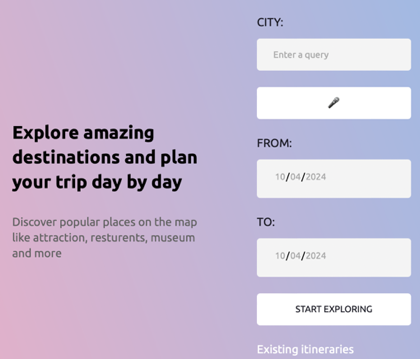 Explore amazing
destinations and plan
your trip day by day
Discover popular places on the map
like attraction, resturents, museum
and more
CITY:
Enter a query
FROM:
10/04/2024
TO:
10/04/2024
START EXPLORING
Existing itineraries